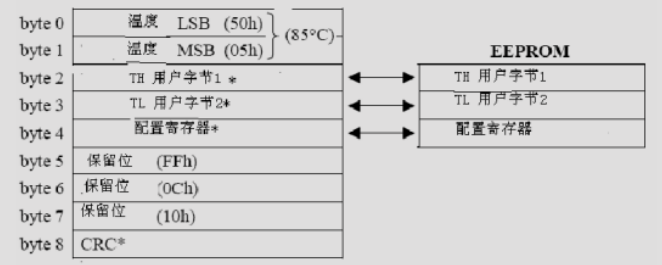 byte 0 温度 LSB (50h)
(85°C)
byte 1 温度 MSB (05h)
EEPROM
byte 2 TH 用户字节1 * TH 用户字节1
byte 3 TL 用户字节2* TL 用户字节2
byte 4 配置寄存器* 配置寄存器
byte 5 保留位 (FFh)
byte 6 保留位 (0Ch)
byte 7 保留位 (10h)
byte 8 CRC*